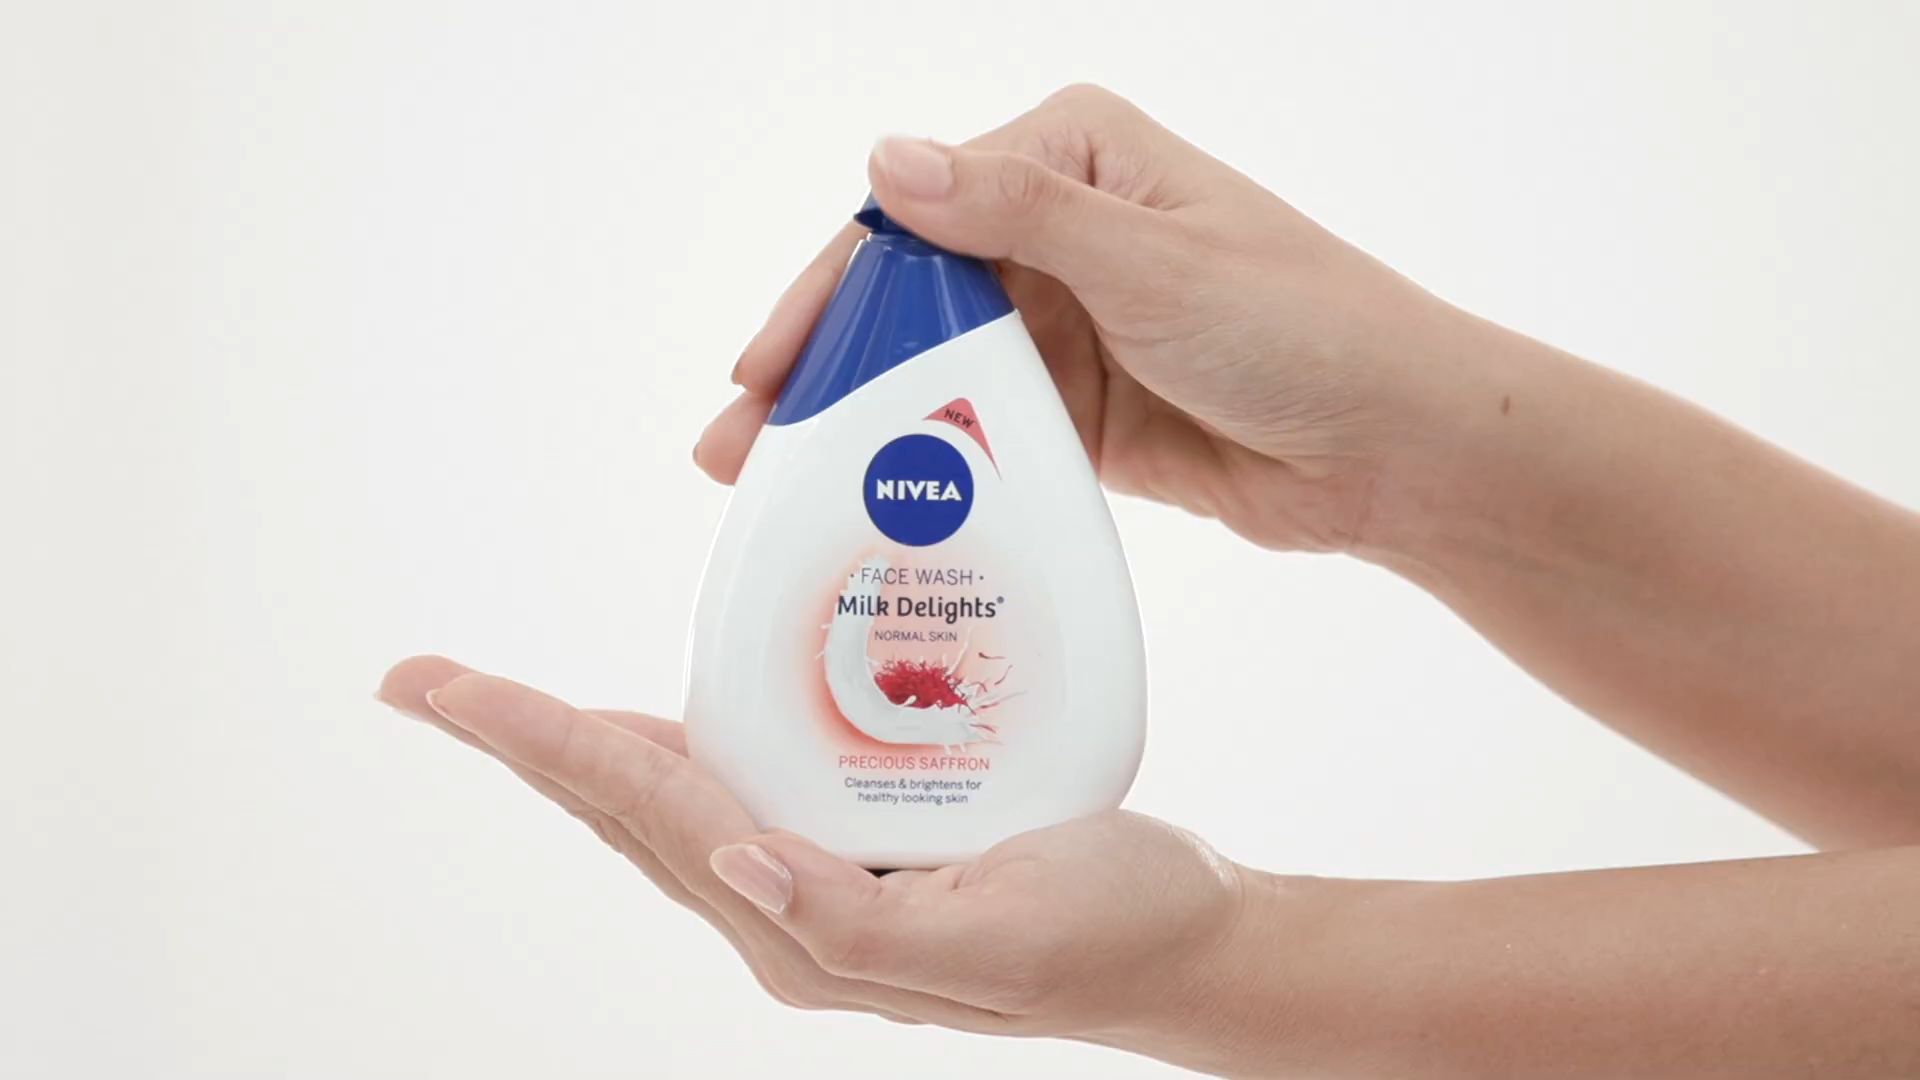 NEW
NIVEA
· FACE WASH ·
Milk Delights®
NORMAL SKIN
PRECIOUS SAFFRON
Cleanses & brightens for
healthy looking skin